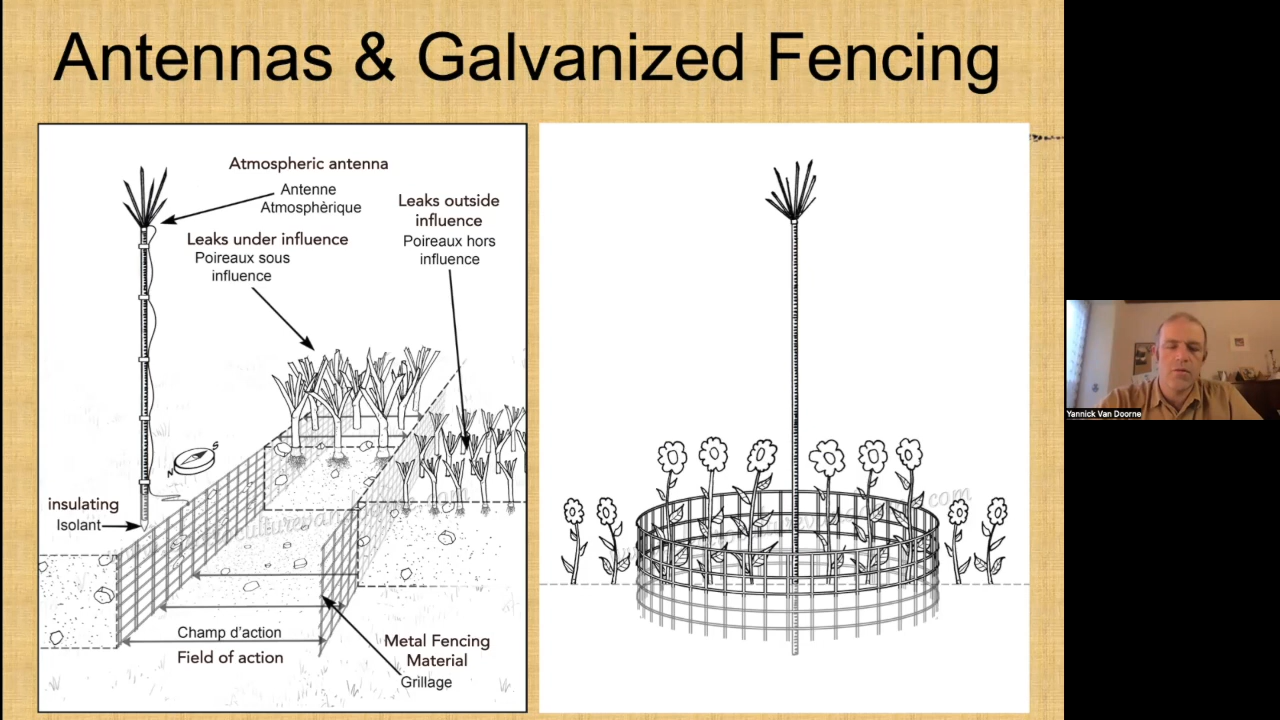 Antennas & Galvanized Fencing
Atmospheric antenna
Antenne
Atmosphèrique
Leaks outside
influence
Poireaux hors
influence
Leaks under influence
Poireaux sous
influence
S
N
insulating
Isolant
Champ d'action
Field of action
Metal Fencing
Material
Grillage
Yannick Van Doorne